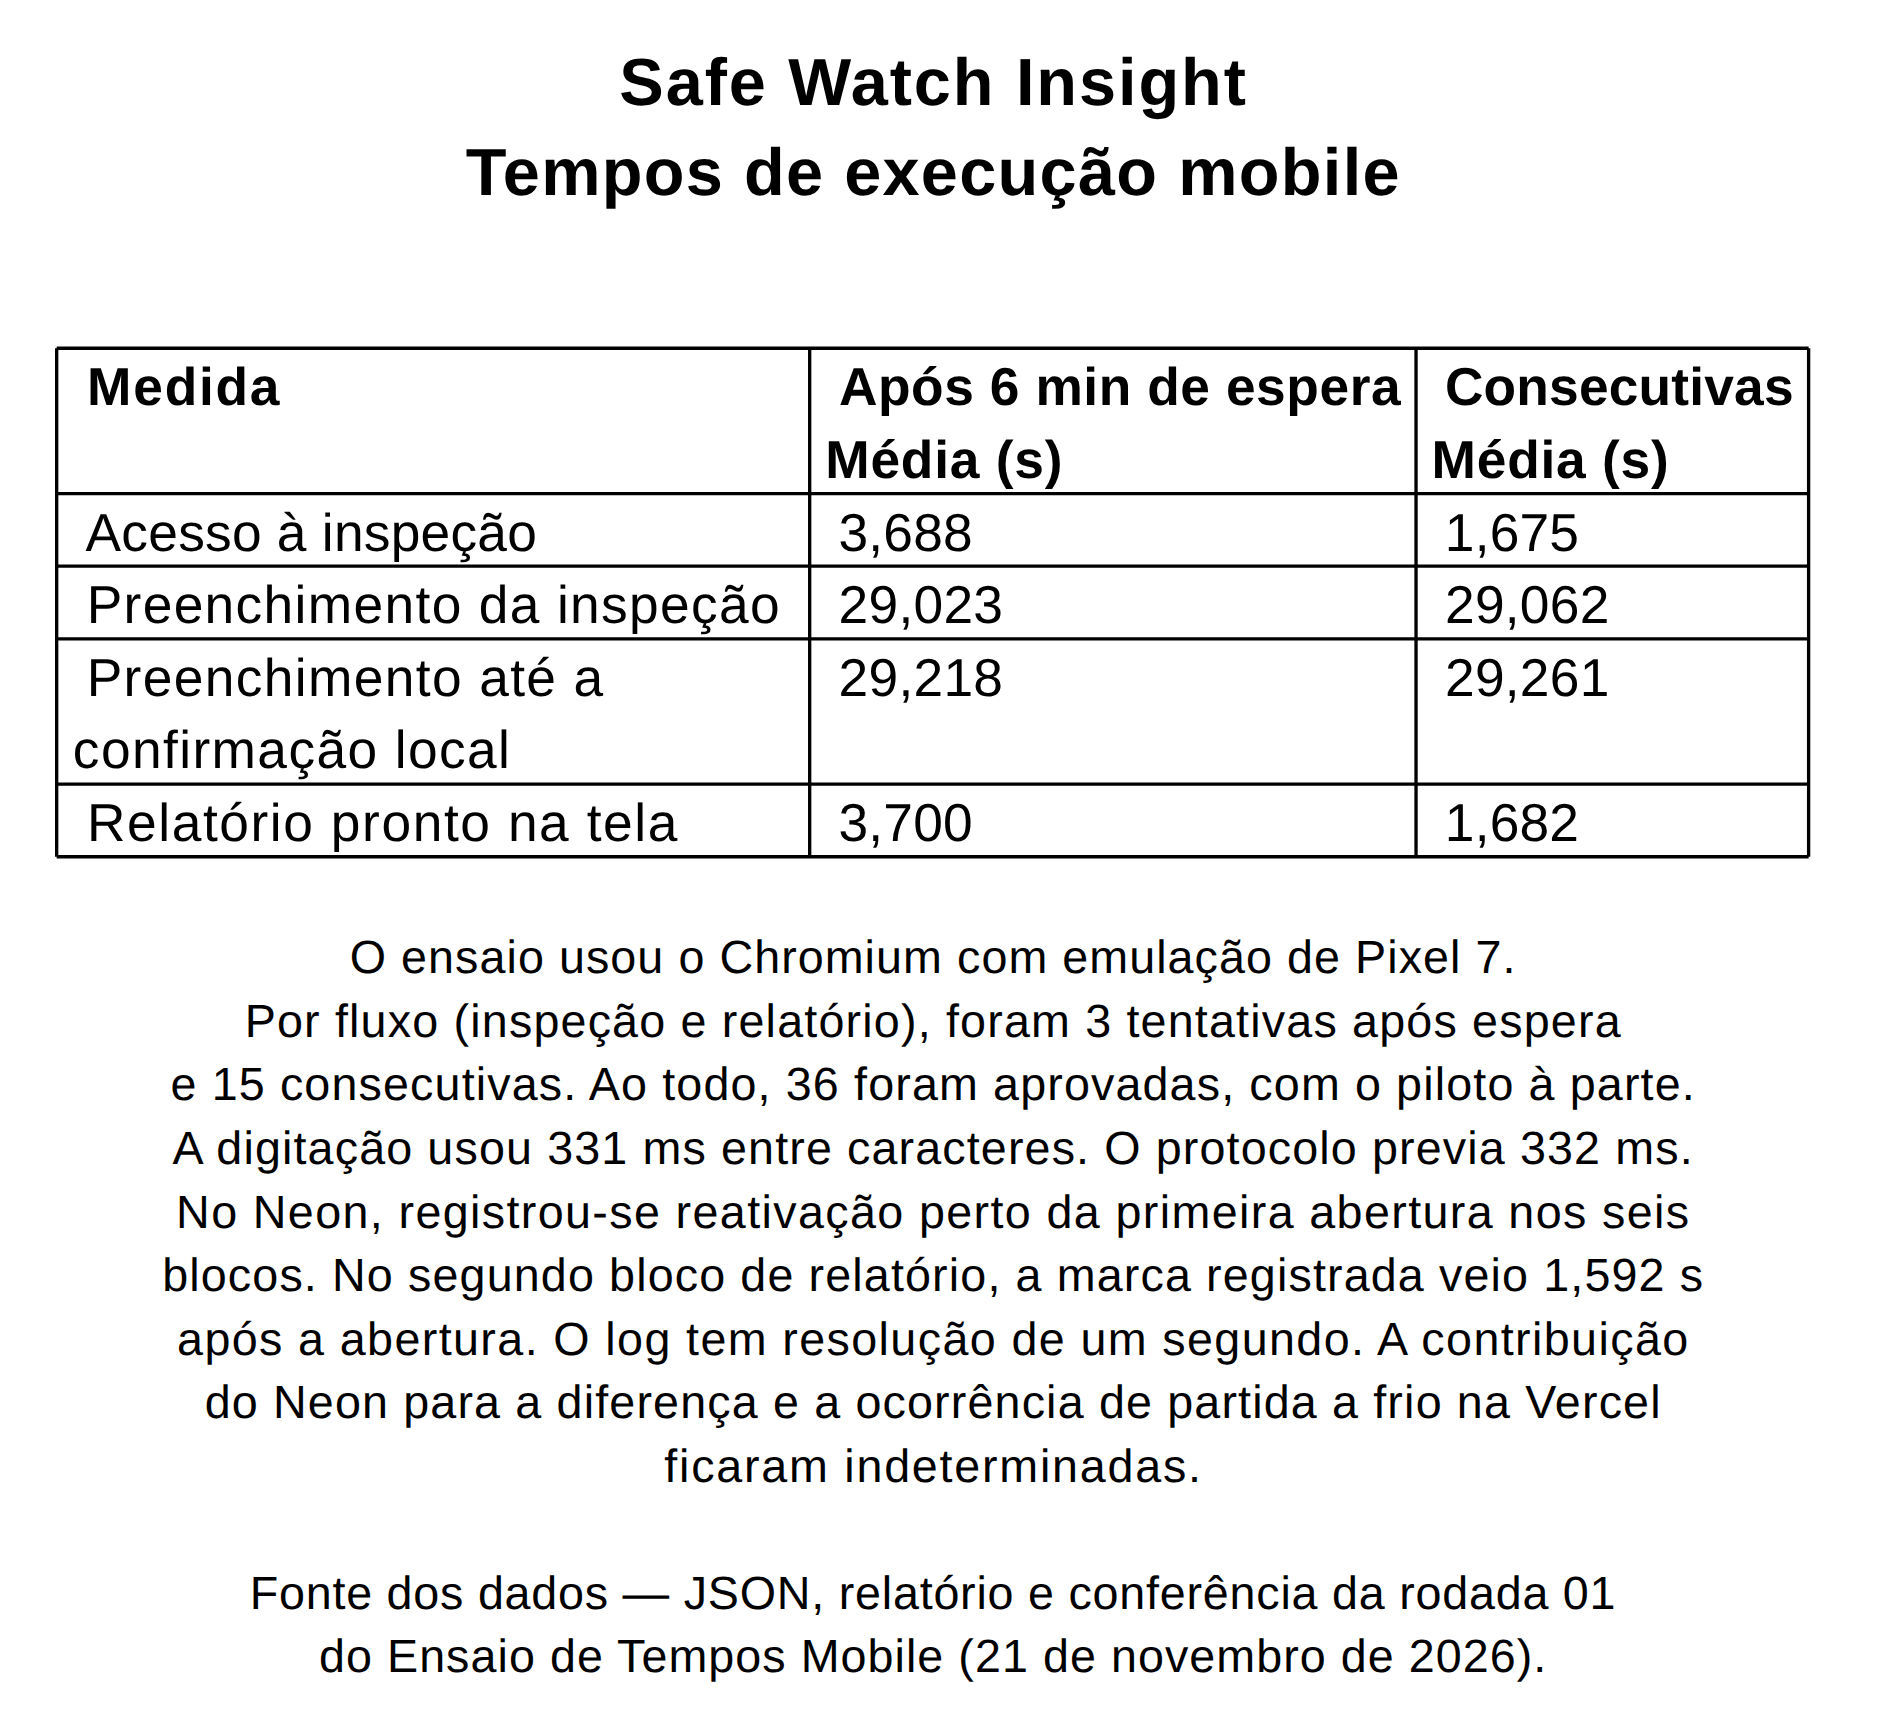 Safe Watch Insight
Tempos de execução mobile
Medida
Após 6 min de espera
Média (s)
Consecutivas
Média (s)
Acesso à inspeção
3,688
1,675
Preenchimento da inspeção
29,023
29,062
Preenchimento até a
confirmação local
29,218
29,261
Relatório pronto na tela
3,700
1,682
O ensaio usou o Chromium com emulação de Pixel 7.
Por fluxo (inspeção e relatório), foram 3 tentativas após espera
e 15 consecutivas. Ao todo, 36 foram aprovadas, com o piloto à parte.
A digitação usou 331 ms entre caracteres. O protocolo previa 332 ms.
No Neon, registrou-se reativação perto da primeira abertura nos seis
blocos. No segundo bloco de relatório, a marca registrada veio 1,592 s
após a abertura. O log tem resolução de um segundo. A contribuição
do Neon para a diferença e a ocorrência de partida a frio na Vercel
ficaram indeterminadas.
Fonte dos dados — JSON, relatório e conferência da rodada 01
do Ensaio de Tempos Mobile (21 de novembro de 2026).